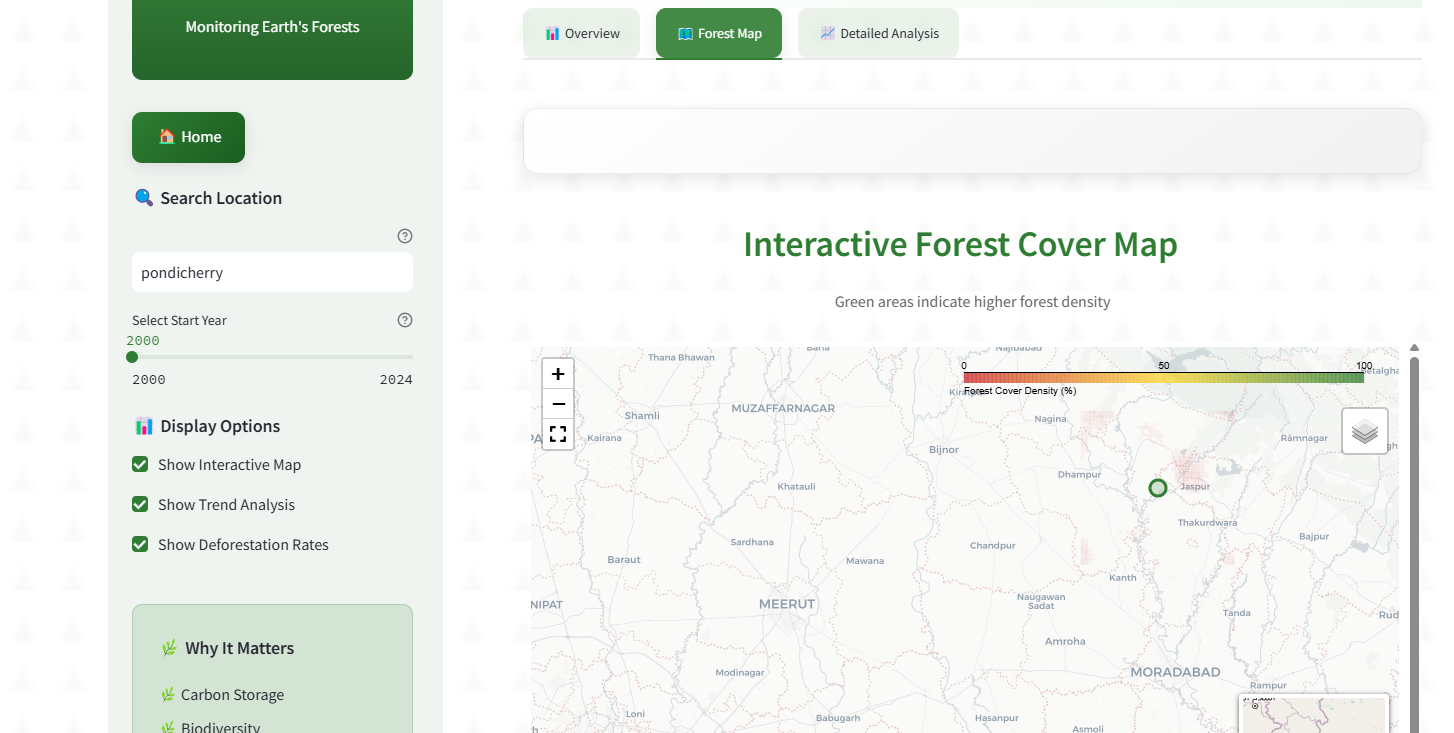 Monitoring Earth's Forests
Home
Search Location
pondicherry
Select Start Year
2000
2000 2024
Display Options
Show Interactive Map
Show Trend Analysis
Show Deforestation Rates
Why It Matters
Carbon Storage
Biodiversity
Overview
Forest Map
Detailed Analysis
Interactive Forest Cover Map
Green areas indicate higher forest density
+
−
0 50 100
Forest Cover Density (%)
Thana Bhawan
Najibabad
Shamli
MUZAFFARNAGAR
Kairana
Nagina
Rāmnagar
Bijnor
Dhampur
Khatauli
Jaspur
Thakurdwara
Bajpur
Sardhana
Chandpur
Baraut
Mawana
Kanth
NIPAT
MEERUT
Naugawan
Sadat
Tanda
Rud
Amroha
Modinagar
MORADABAD
Rampur
Loni
Babugarh
Hasanpur
Asmoli